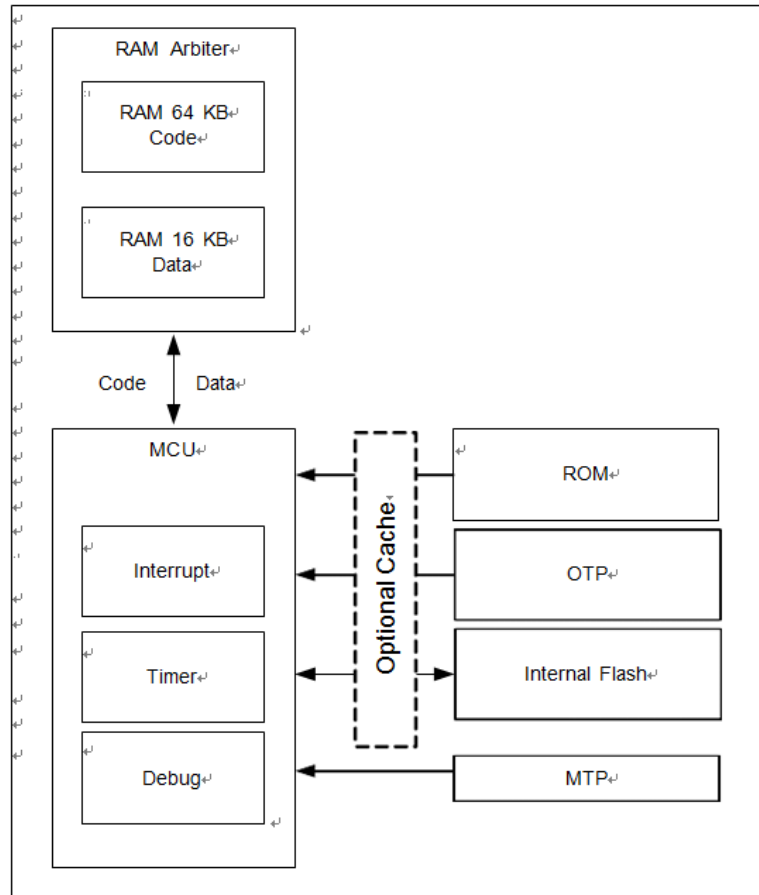 RAM Arbiter
RAM 64 KB
Code
RAM 16 KB
Data
Code Data
MCU
Interrupt
Timer
Debug
Optional Cache
ROM
OTP
Internal Flash
MTP